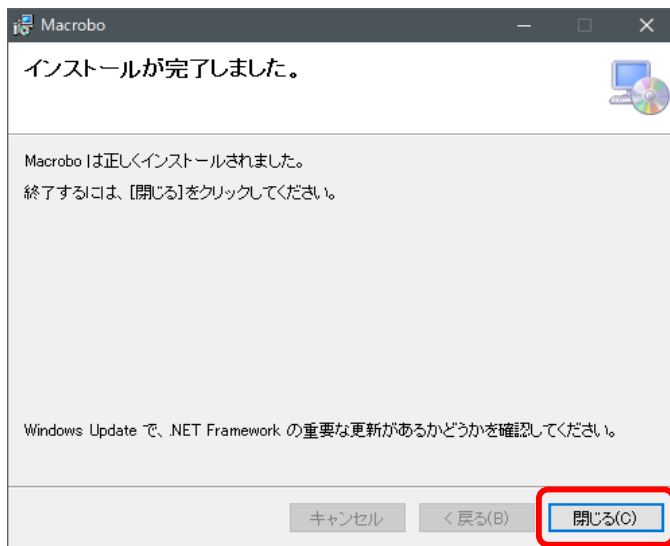 Macrobo
インストールが完了しました。
Macrobo は正しくインストールされました。
終了するには、[閉じる]をクリックしてください。
Windows Update で、.NET Framework の重要な更新があるかどうかを確認してください。
キャンセル
< 戻る(B)
閉じる(C)